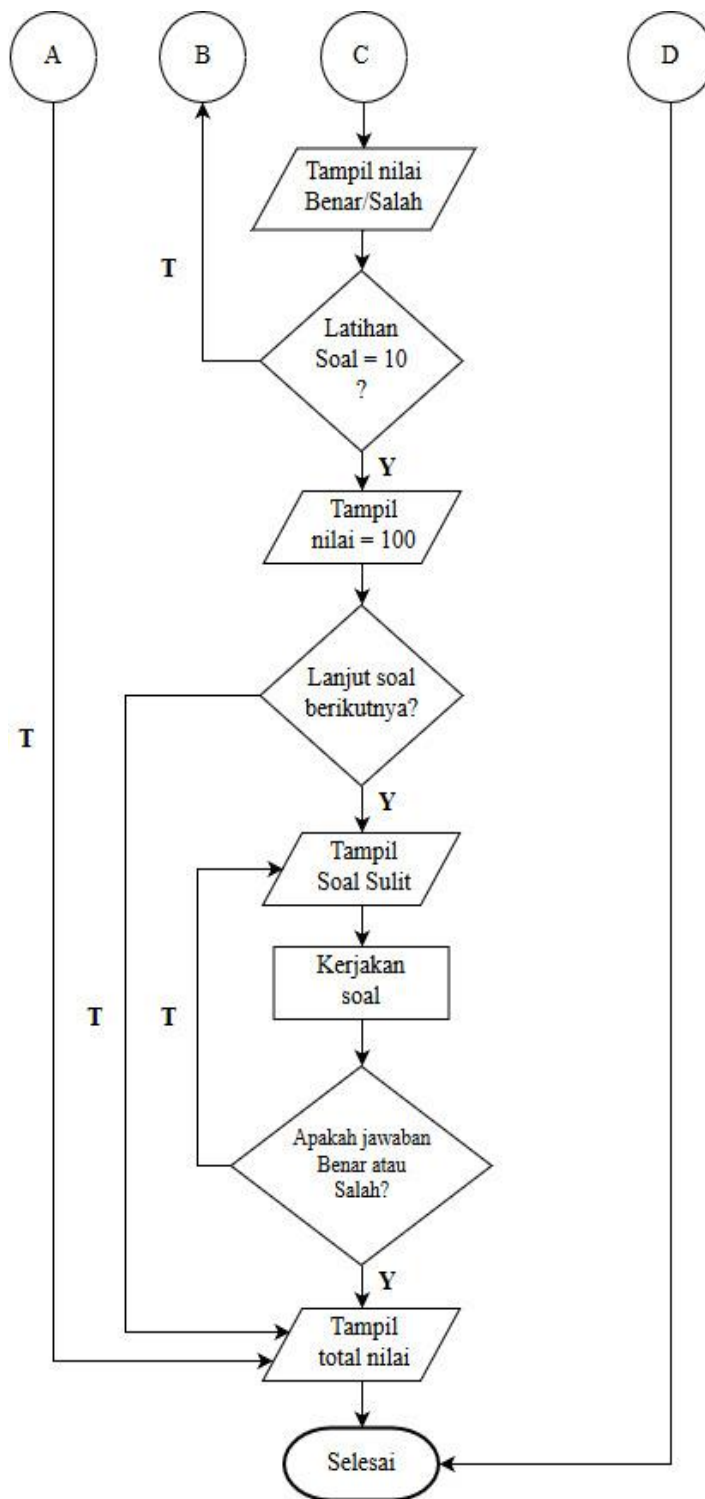 A
B
C
D
Tampil nilai
Benar/Salah
T
Latihan
Soal = 10
?
Y
Tampil
nilai = 100
Lanjut soal
berikutnya?
T
Y
Tampil
Soal Sulit
Kerjakan
soal
T
T
Apakah jawaban
Benar atau
Salah?
Y
Tampil
total nilai
Selesai